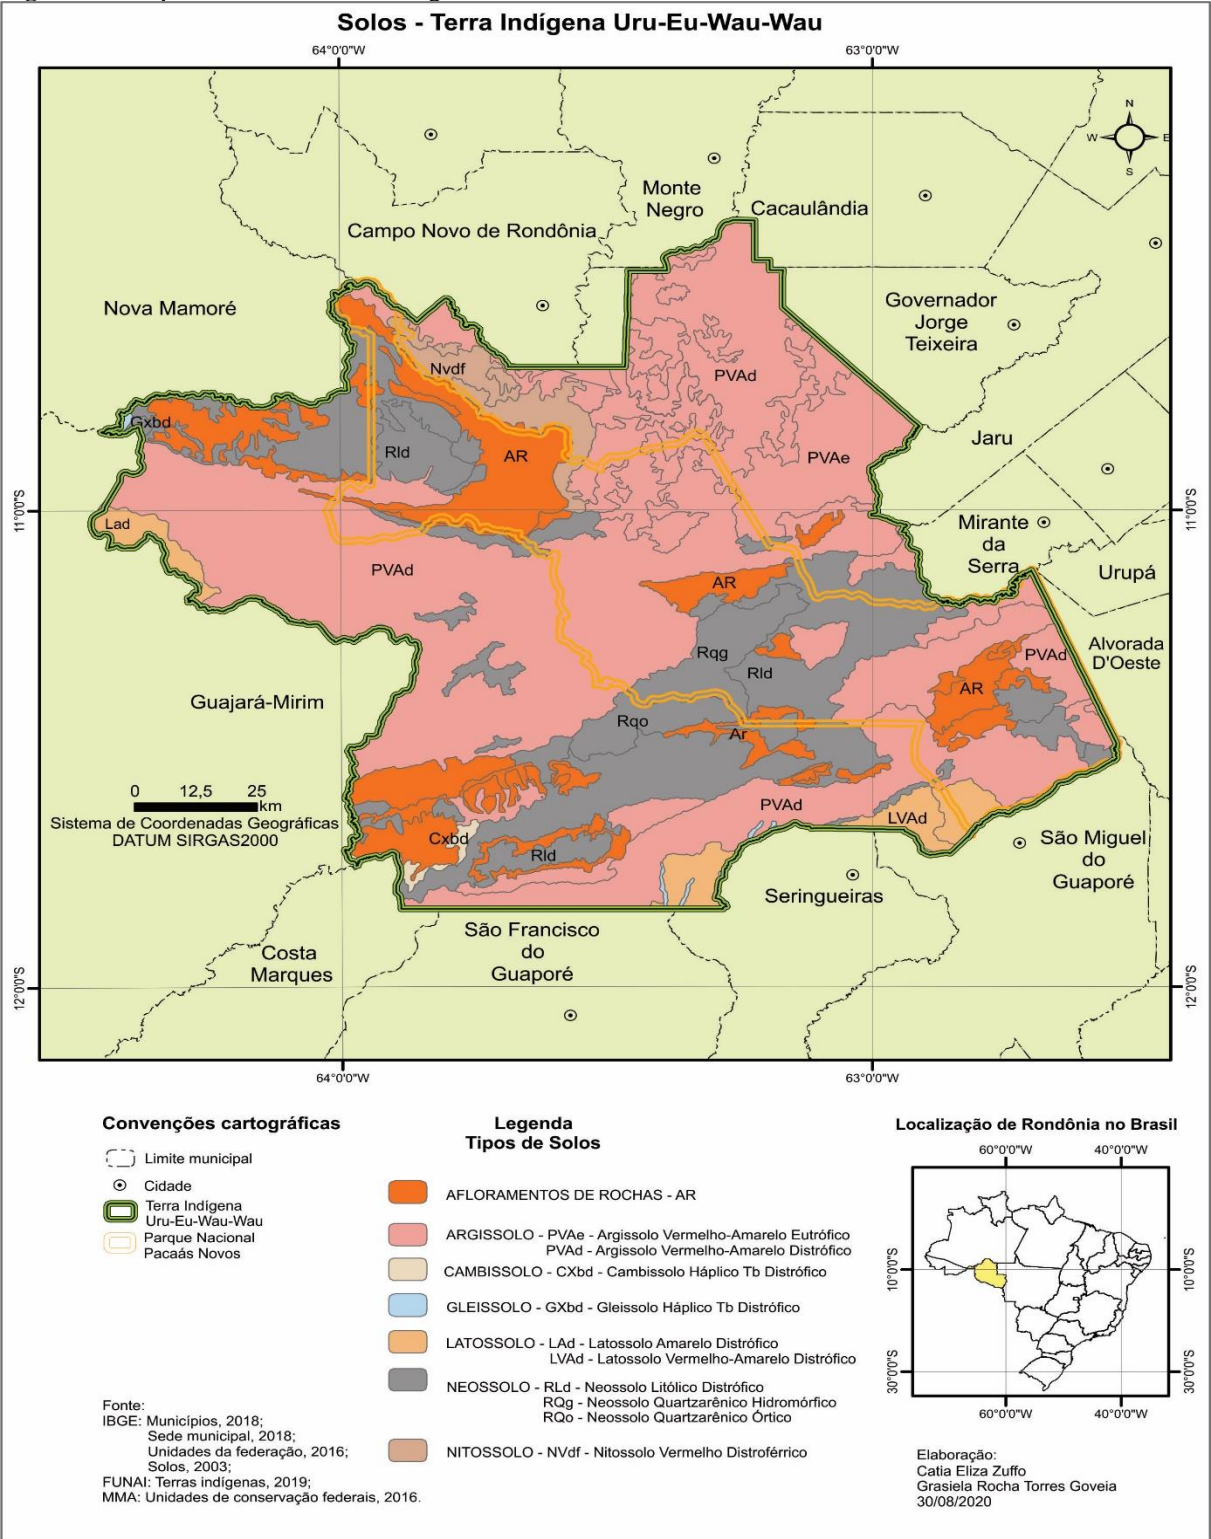 Solos - Terra Indígena Uru-Eu-Wau-Wau
64°0'0"W
63°0'0"W
N
W
E
S
Monte
Negro
Cacaulândia
Campo Novo de Rondônia
Nova Mamoré
Governador
Jorge
Teixeira
Nvdf
PVAd
Gxbd
Rld
AR
PVAe
Jaru
11°0'0"S
11°0'0"S
Lad
Mirante
da
Serra
Urupá
PVAd
AR
Alvorada
D'Oeste
Rqg
Rld
PVAd
AR
Guajará-Mirim
Rqo
Ar
0 12,5 25
km
Sistema de Coordenadas Geográficas
DATUM SIRGAS2000
PVAd
LVAd
Cxbd
Rld
São Miguel
do
Guaporé
Seringueiras
São Francisco
do
Guaporé
Costa
Marques
12°0'0"S
12°0'0"S
64°0'0"W
63°0'0"W
Convenções cartográficas
Limite municipal
Cidade
Terra Indígena
Uru-Eu-Wau-Wau
Parque Nacional
Pacaás Novos
Legenda
Tipos de Solos
AFLORAMENTOS DE ROCHAS - AR
ARGISSOLO - PVAe - Argissolo Vermelho-Amarelo Eutrófico
PVAd - Argissolo Vermelho-Amarelo Distrófico
CAMBISSOLO - CXbd - Cambissolo Háplico Tb Distrófico
GLEISSOLO - GXbd - Gleissolo Háplico Tb Distrófico
LATOSSOLO - LAd - Latossolo Amarelo Distrófico
LVAd - Latossolo Vermelho-Amarelo Distrófico
NEOSSOLO - RLd - Neossolo Litólico Distrófico
RQg - Neossolo Quartzarênico Hidromórfico
RQo - Neossolo Quartzarênico Órtico
NITOSSOLO - NVdf - Nitossolo Vermelho Distroférrico
Localização de Rondônia no Brasil
60°0'0"W
40°0'0"W
10°0'0"S
10°0'0"S
30°0'0"S
30°0'0"S
60°0'0"W
40°0'0"W
Fonte:
IBGE: Municípios, 2018;
Sede municipal, 2018;
Unidades da federação, 2016;
Solos, 2003;
FUNAI: Terras indígenas, 2019;
MMA: Unidades de conservação federais, 2016.
Elaboração:
Catia Eliza Zuffo
Grasiela Rocha Torres Goveia
30/08/2020